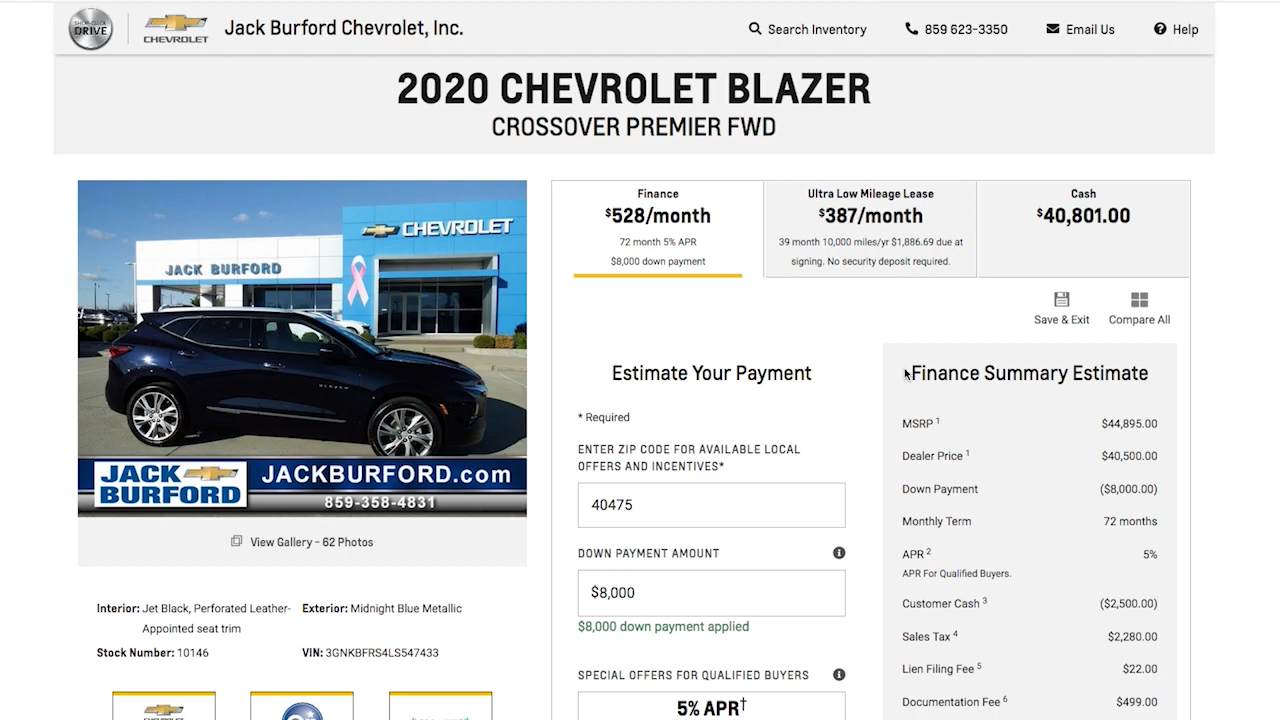 SHOP·CLICK
DRIVE
CHEVROLET
Jack Burford Chevrolet, Inc.
Search Inventory
859 623-3350
Email Us
Help
2020 CHEVROLET BLAZER
CROSSOVER PREMIER FWD
CHEVROLET
JACK BURFORD
BLAZER
JACK
BURFORD
JACKBURFORD.com
859-358-4831
View Gallery - 62 Photos
Interior: Jet Black, Perforated Leather-
Appointed seat trim
Exterior: Midnight Blue Metallic
Stock Number: 10146
VIN: 3GNKBFRS4LS547433
CHEVROLET
Finance
$528/month
72 month 5% APR
$8,000 down payment
Ultra Low Mileage Lease
$387/month
39 month 10,000 miles/yr $1,886.69 due at
signing. No security deposit required.
Cash
$40,801.00
Save & Exit
Compare All
Estimate Your Payment
* Required
ENTER ZIP CODE FOR AVAILABLE LOCAL
OFFERS AND INCENTIVES*
40475
DOWN PAYMENT AMOUNT
$8,000
$8,000 down payment applied
SPECIAL OFFERS FOR QUALIFIED BUYERS
5% APR†
Finance Summary Estimate
MSRP 1 $44,895.00
Dealer Price 1 $40,500.00
Down Payment ($8,000.00)
Monthly Term 72 months
APR 2 5%
APR For Qualified Buyers.
Customer Cash 3 ($2,500.00)
Sales Tax 4 $2,280.00
Lien Filing Fee 5 $22.00
Documentation Fee 6 $499.00